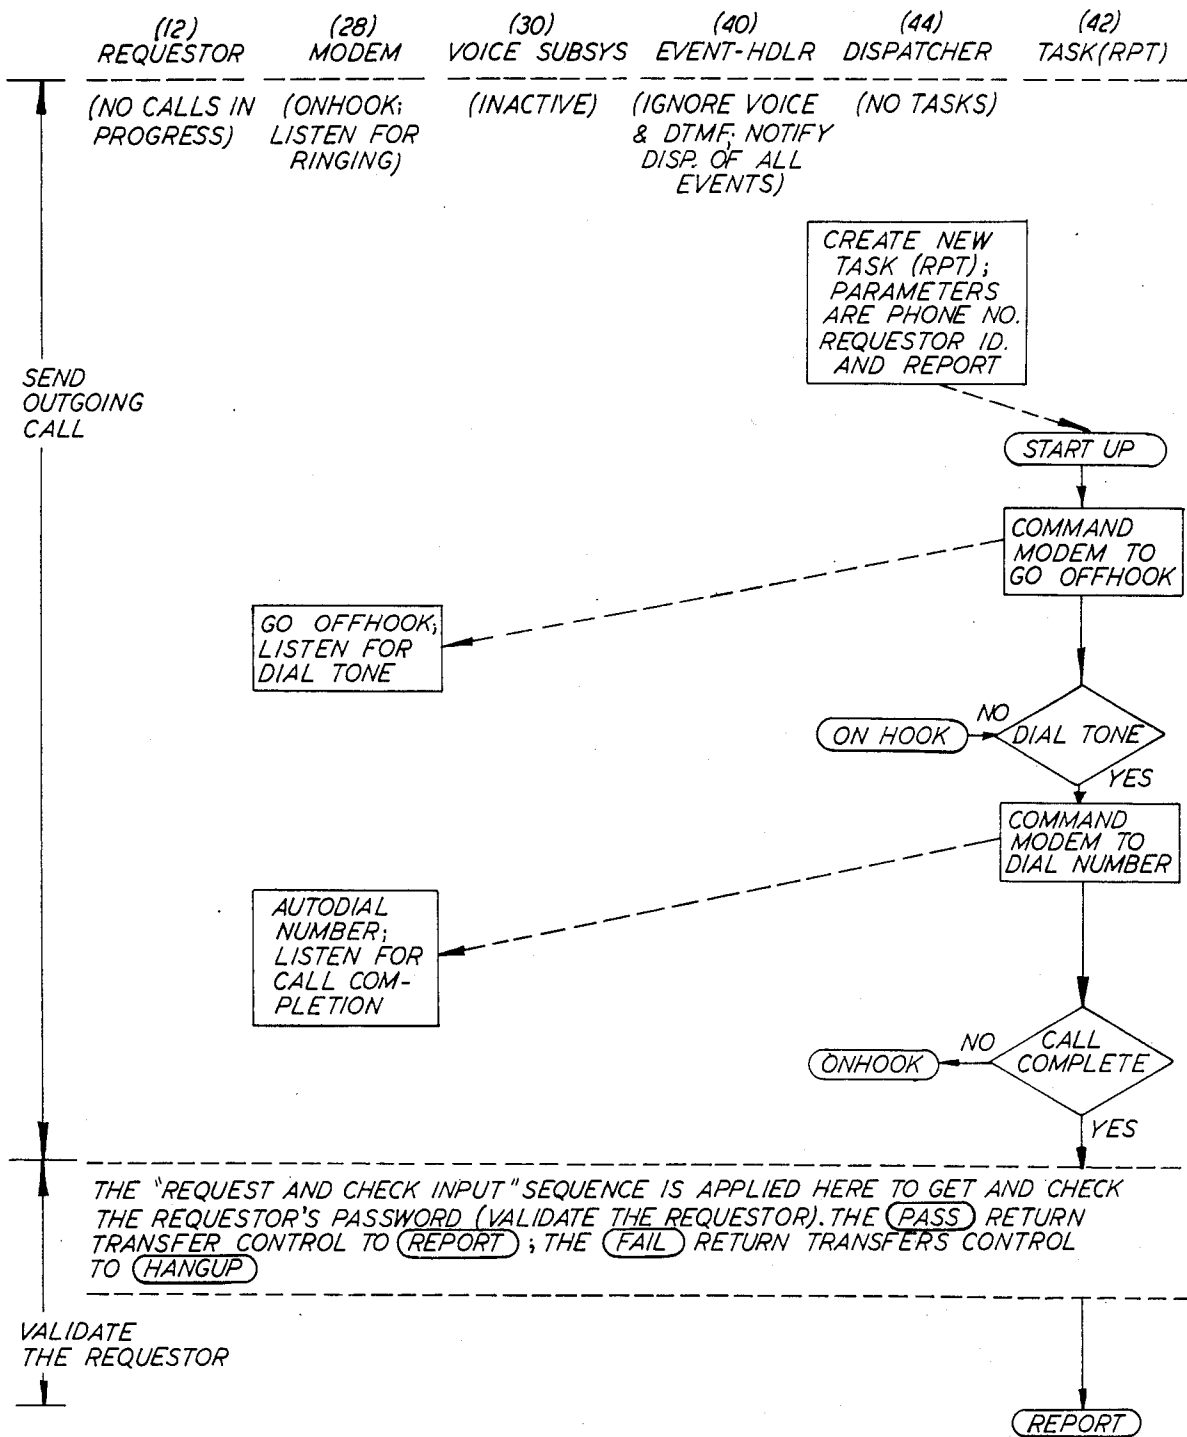 (12) (28) (30) (40) (44) (42)
REQUESTOR MODEM VOICE SUBSYS EVENT-HDLR DISPATCHER TASK(RPT)
(NO CALLS IN
PROGRESS)
(ONHOOK;
LISTEN FOR
RINGING)
(INACTIVE)
(IGNORE VOICE
& DTMF; NOTIFY
DISP. OF ALL
EVENTS)
(NO TASKS)
CREATE NEW
TASK (RPT);
PARAMETERS
ARE PHONE NO.
REQUESTOR ID.
AND REPORT
SEND
OUTGOING
CALL
START UP
COMMAND
MODEM TO
GO OFFHOOK
GO OFFHOOK;
LISTEN FOR
DIAL TONE
ON HOOK
NO
DIAL TONE
YES
COMMAND
MODEM TO
DIAL NUMBER
AUTODIAL
NUMBER;
LISTEN FOR
CALL COM-
PLETION
ONHOOK
NO
CALL
COMPLETE
YES
THE "REQUEST AND CHECK INPUT" SEQUENCE IS APPLIED HERE TO GET AND CHECK
THE REQUESTOR'S PASSWORD (VALIDATE THE REQUESTOR). THE PASS RETURN
TRANSFER CONTROL TO REPORT ; THE FAIL RETURN TRANSFERS CONTROL
TO HANGUP
VALIDATE
THE REQUESTOR
REPORT